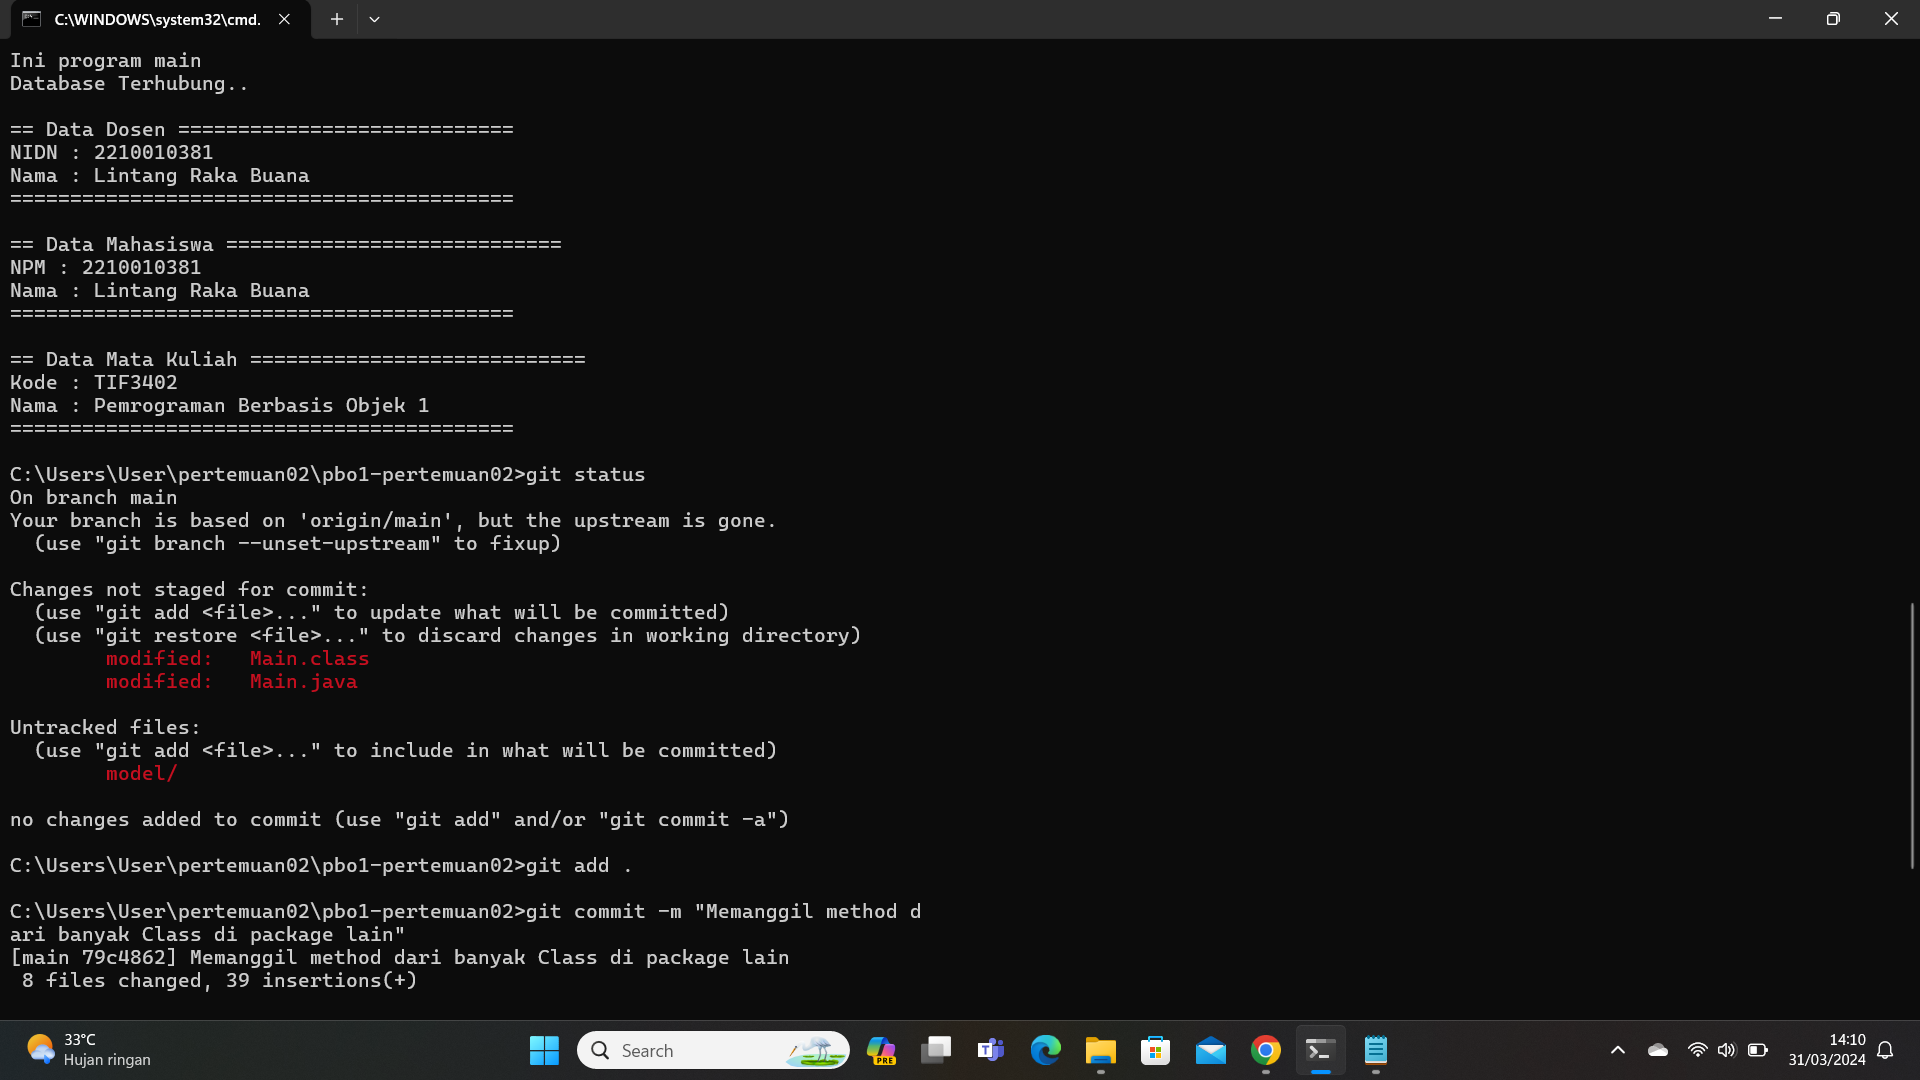 C:\WINDOWS\system32\cmd.
Ini program main
Database Terhubung..
== Data Dosen ============================
NIDN : 2210010381
Nama : Lintang Raka Buana
==========================================
== Data Mahasiswa ============================
NPM : 2210010381
Nama : Lintang Raka Buana
==========================================
== Data Mata Kuliah ============================
Kode : TIF3402
Nama : Pemrograman Berbasis Objek 1
==========================================
C:\Users\User\pertemuan02\pbo1-pertemuan02>git status
On branch main
Your branch is based on 'origin/main', but the upstream is gone.
  (use "git branch --unset-upstream" to fixup)
Changes not staged for commit:
  (use "git add <file>..." to update what will be committed)
  (use "git restore <file>..." to discard changes in working directory)
        modified:   Main.class
        modified:   Main.java
Untracked files:
  (use "git add <file>..." to include in what will be committed)
        model/
no changes added to commit (use "git add" and/or "git commit -a")
C:\Users\User\pertemuan02\pbo1-pertemuan02>git add .
C:\Users\User\pertemuan02\pbo1-pertemuan02>git commit -m "Memanggil method d
ari banyak Class di package lain"
[main 79c4862] Memanggil method dari banyak Class di package lain
 8 files changed, 39 insertions(+)
33°C
Hujan ringan
Search
PRE
14:10
31/03/2024